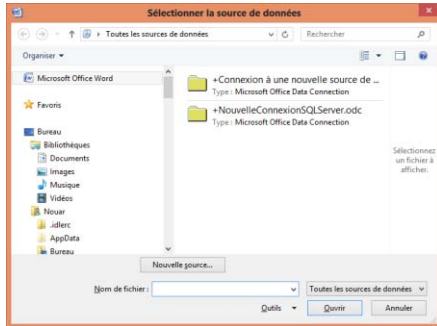 Sélectionner la source de données
Toutes les sources de données
Rechercher
Organiser
Microsoft Office Word
Favoris
Bureau
Bibliothèques
Documents
Images
Musique
Vidéos
Nouar
.idlerc
AppData
Bureau
+Connexion à une nouvelle source de ...
Type : Microsoft Office Data Connection
+NouvelleConnexionSQLServer.odc
Type : Microsoft Office Data Connection
Sélectionnez
un fichier à
afficher.
Nouvelle source...
Nom de fichier :
Toutes les sources de données
Outils
Ouvrir
Annuler